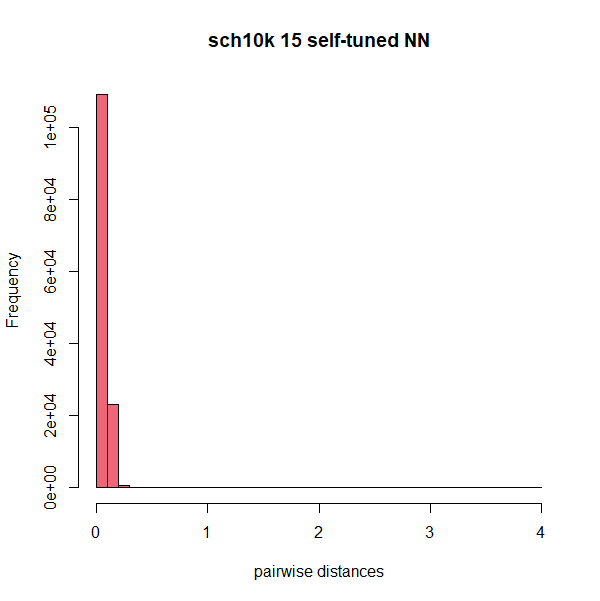 sch10k 15 self-tuned NN
Frequency
1e+05
8e+04
6e+04
4e+04
2e+04
0e+00
0 1 2 3 4
pairwise distances